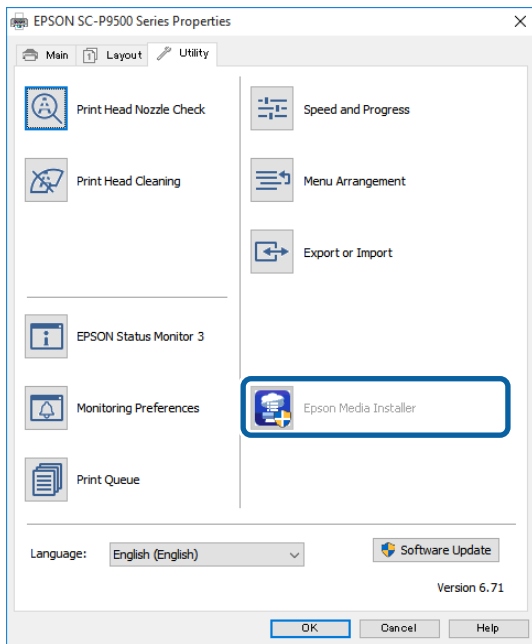 EPSON SC-P9500 Series Properties
Main
1
Layout
Utility
A
Print Head Nozzle Check
Speed and Progress
Print Head Cleaning
Menu Arrangement
Export or Import
EPSON Status Monitor 3
Monitoring Preferences
Epson Media Installer
Print Queue
Language:
English (English)
Software Update
Version 6.71
OK
Cancel
Help